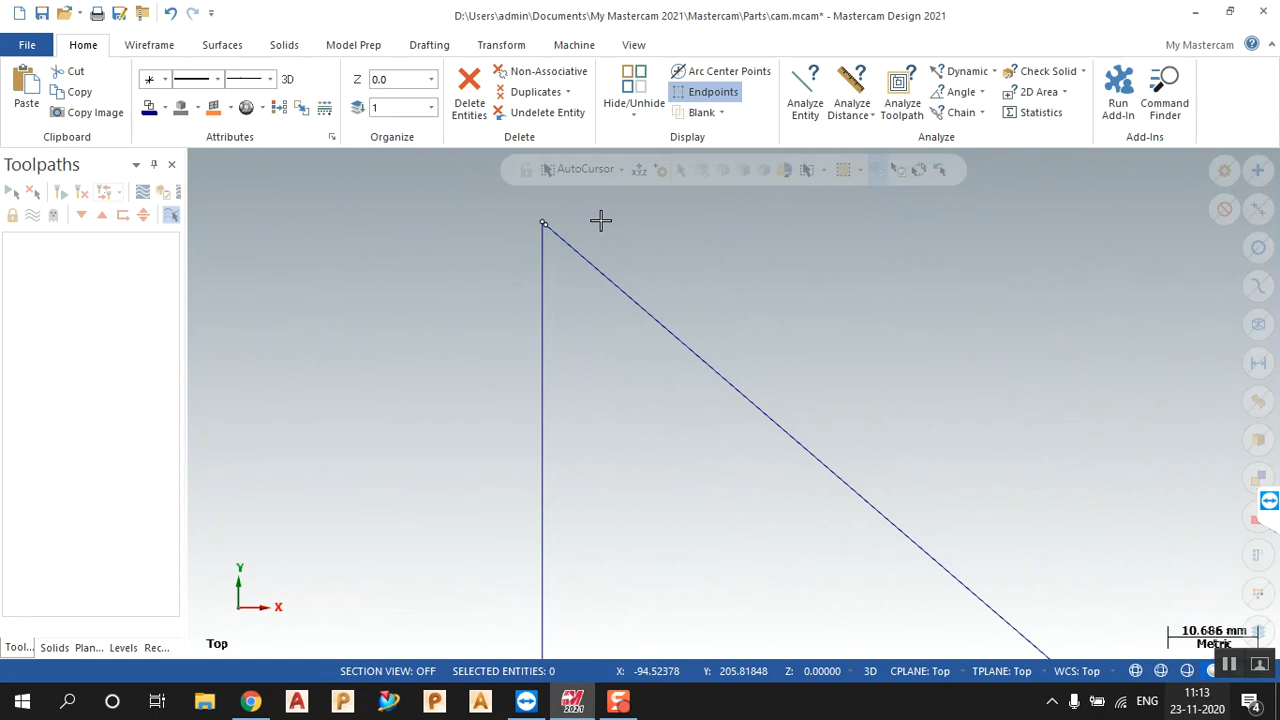 D:\Users\admin\Documents\My Mastercam 2021\Mastercam\Parts\cam.mcam* - Mastercam Design 2021
File Home Wireframe Surfaces Solids Model Prep Drafting Transform Machine View My Mastercam
Paste
Cut
Copy
Copy Image
Clipboard
3D
Attributes
Z 0.0
1
Organize
Delete Entities
Non-Associative
Duplicates
Undelete Entity
Delete
Hide/Unhide
Arc Center Points
Endpoints
Blank
Display
Analyze Entity
Analyze Distance
Analyze Toolpath
Dynamic
Angle
Chain
Check Solid
2D Area
Statistics
Analyze
Run Add-In
Command Finder
Add-Ins
Toolpaths
AutoCursor
XYZ
Y
X
Top
10.686 mm
Metric
Tool... Solids Plan... Levels Rec...
SECTION VIEW: OFF SELECTED ENTITIES: 0 X: -94.52378 Y: 205.81848 Z: 0.00000 3D CPLANE: Top TPLANE: Top WCS: Top
2021
ENG
11:13
23-11-2020
4